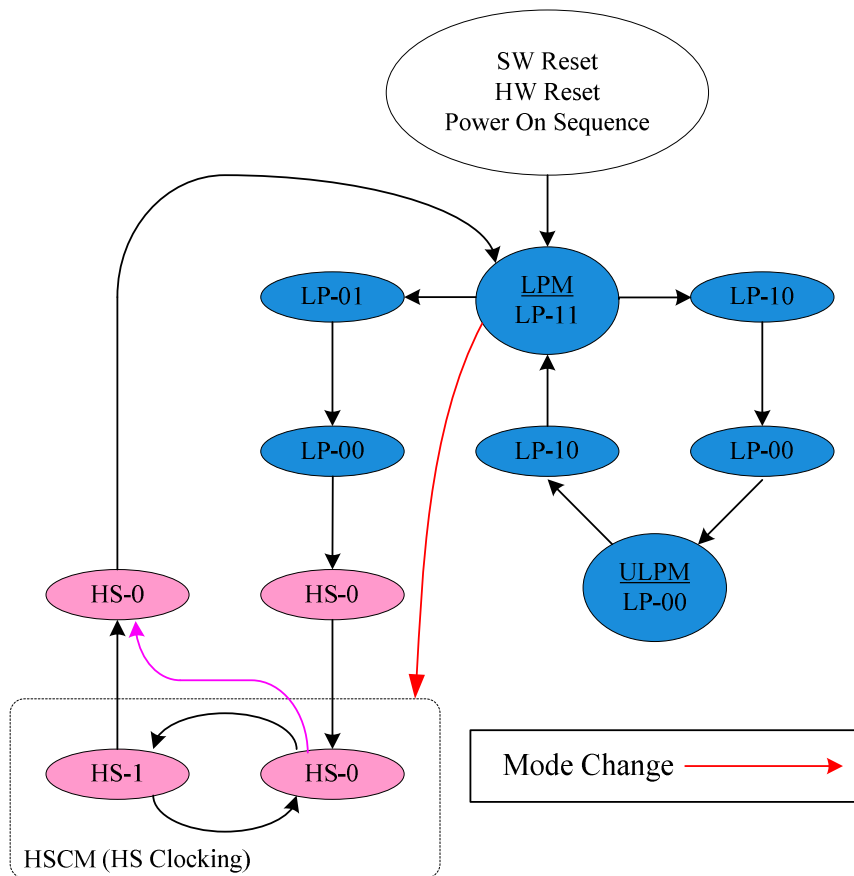 SW Reset
HW Reset
Power On Sequence
LPM
LP-11
LP-01
LP-10
LP-00
LP-10
LP-00
ULPM
LP-00
HS-0
HS-0
HS-1
HS-0
Mode Change
HSCM (HS Clocking)